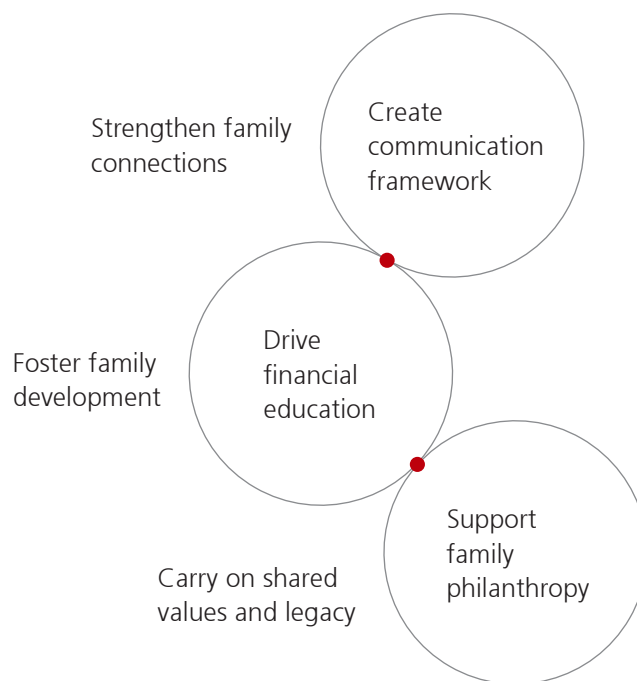 Strengthen family
connections
Create
communication
framework
Foster family
development
Drive
financial
education
Carry on shared
values and legacy
Support
family
philanthropy